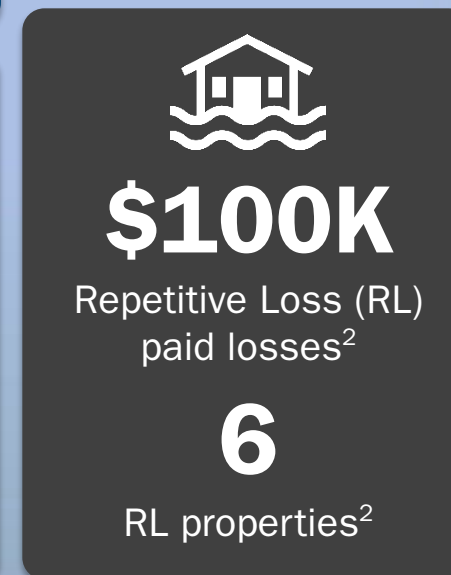 $100K
Repetitive Loss (RL)
paid losses²
6
RL properties²